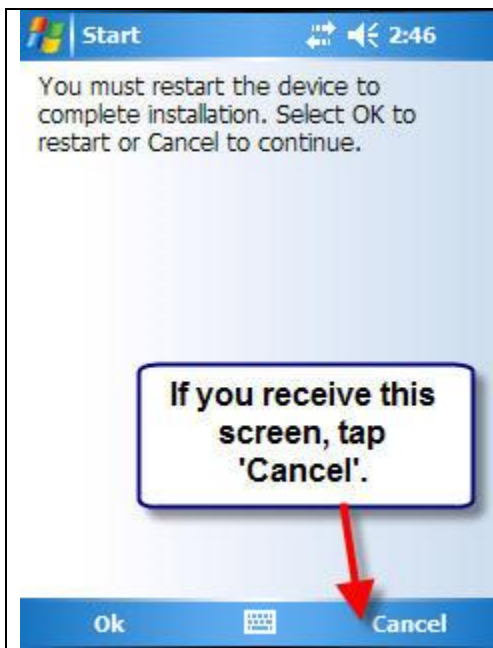 Start 2:46
You must restart the device to
complete installation. Select OK to
restart or Cancel to continue.
If you receive this
screen, tap
'Cancel'.
Ok Cancel